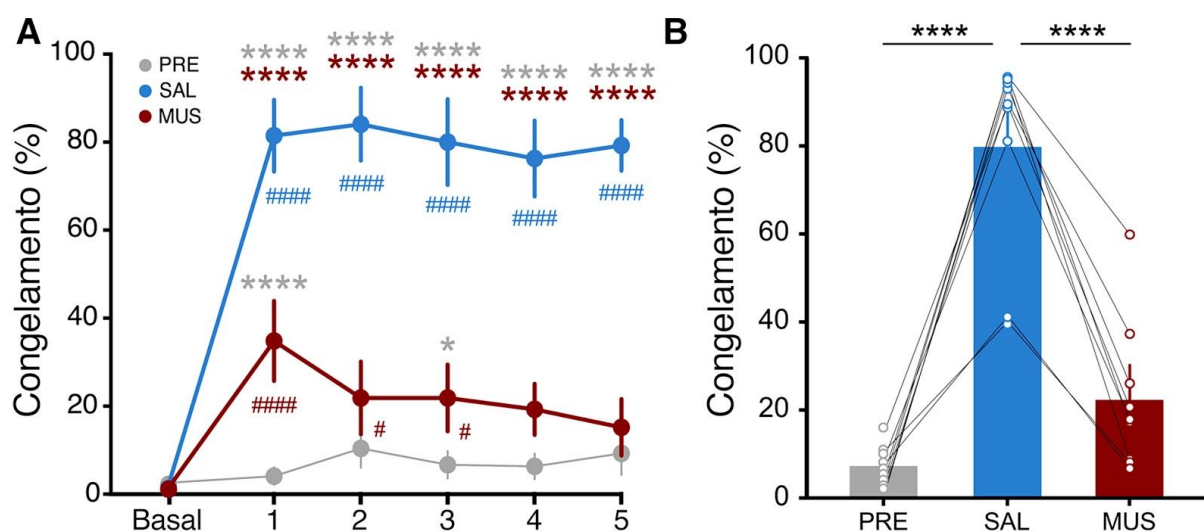 A
Congelamento (%)
100
80
60
40
20
0
PRE
SAL
MUS
**** **** **** **** ****
**** **** **** **** ****
#### #### #### #### ####
**** *
#### # #
Basal 1 2 3 4 5
B
Congelamento (%)
100
80
60
40
20
0
**** ****
PRE SAL MUS